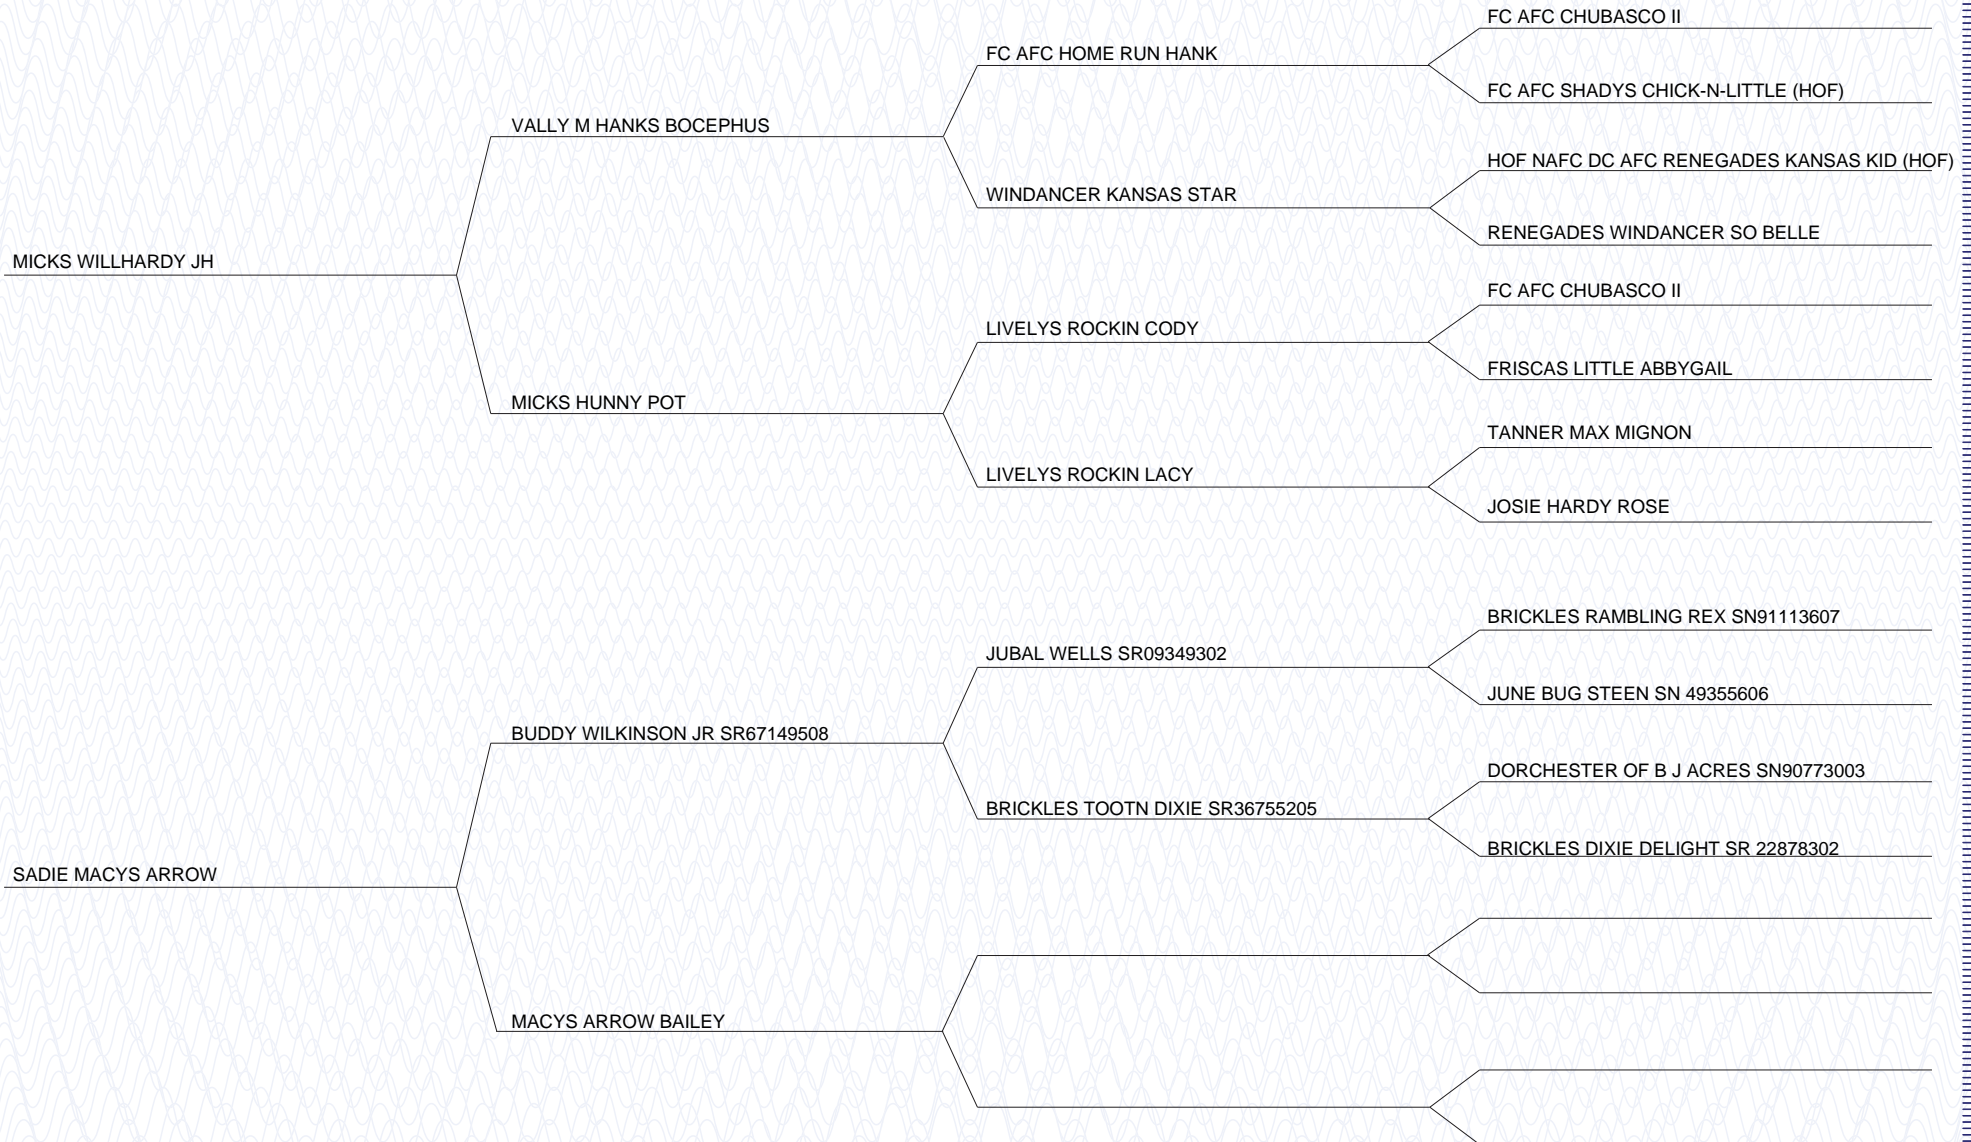 FC AFC CHUBASCO II
FC AFC HOME RUN HANK
FC AFC SHADYS CHICK-N-LITTLE (HOF)
VALLY M HANKS BOCEPHUS
HOF NAFC DC AFC RENEGADES KANSAS KID (HOF)
WINDANCER KANSAS STAR
RENEGADES WINDANCER SO BELLE
MICKS WILLHARDY JH
FC AFC CHUBASCO II
LIVELYS ROCKIN CODY
FRISCAS LITTLE ABBYGAIL
MICKS HUNNY POT
TANNER MAX MIGNON
LIVELYS ROCKIN LACY
JOSIE HARDY ROSE
BRICKLES RAMBLING REX SN91113607
JUBAL WELLS SR09349302
JUNE BUG STEEN SN 49355606
BUDDY WILKINSON JR SR67149508
DORCHESTER OF B J ACRES SN90773003
BRICKLES TOOTN DIXIE SR36755205
BRICKLES DIXIE DELIGHT SR 22878302
SADIE MACYS ARROW
MACYS ARROW BAILEY